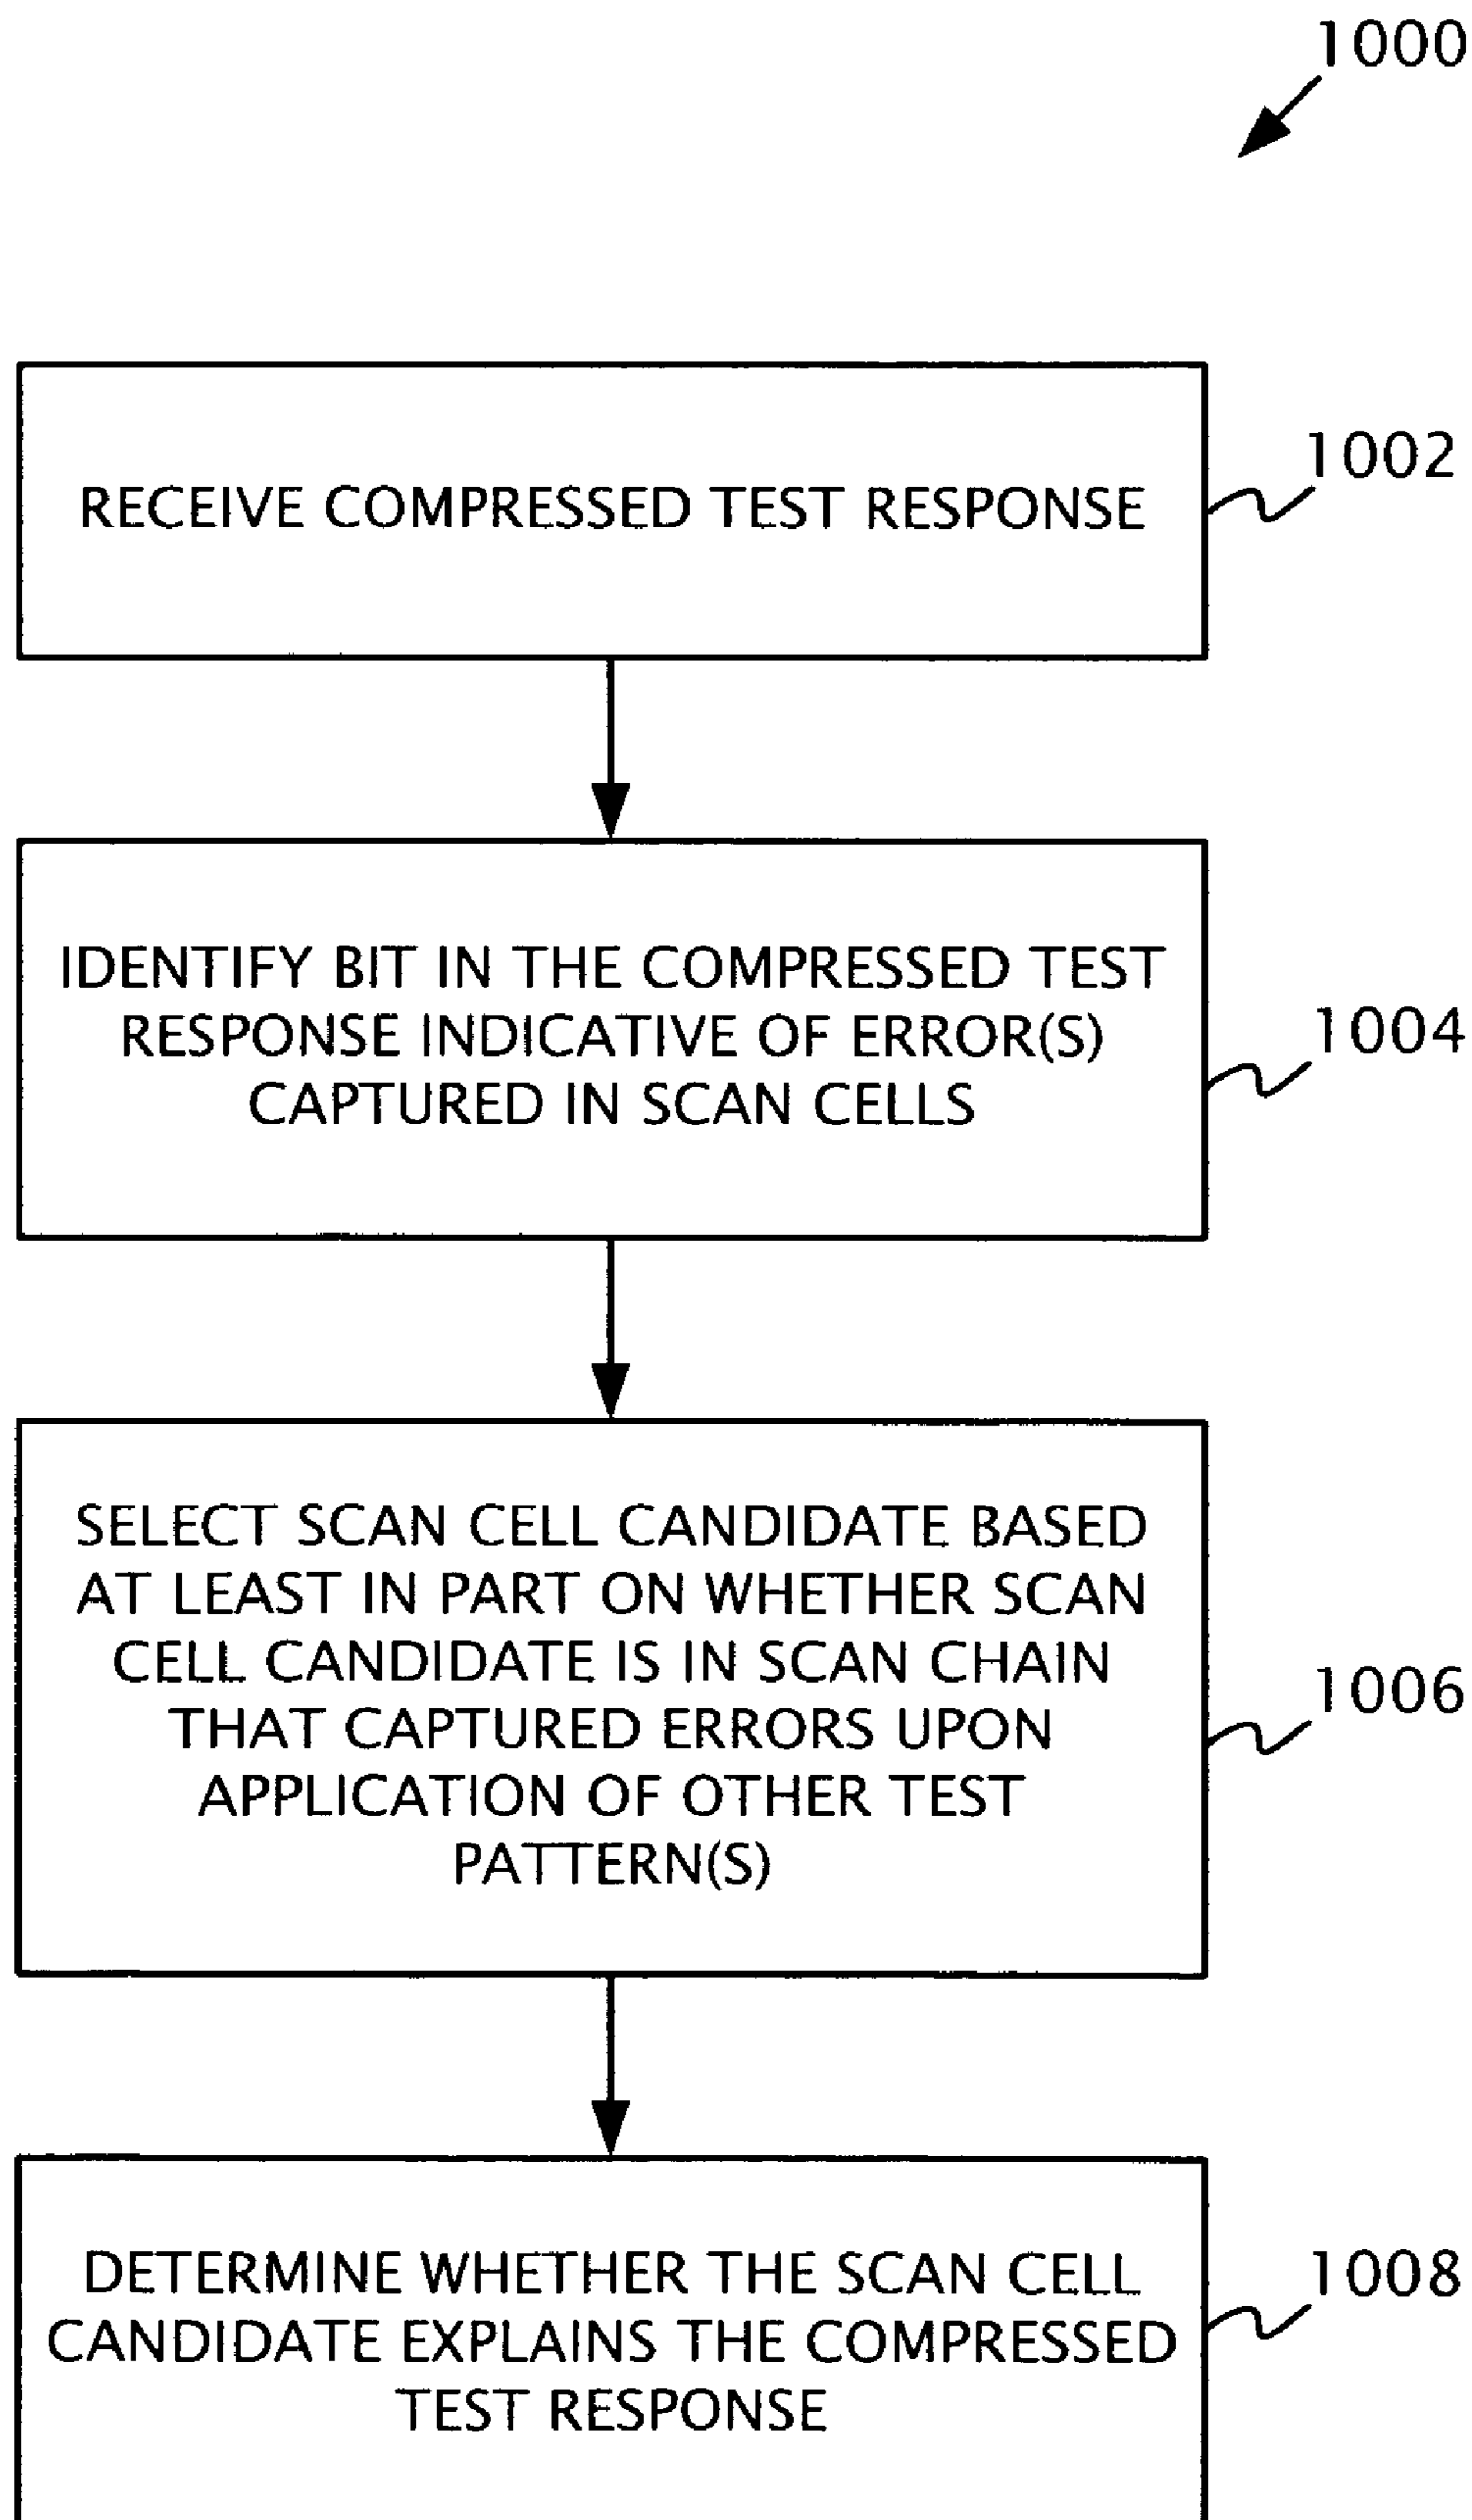 1000
RECEIVE COMPRESSED TEST RESPONSE
1002
IDENTIFY BIT IN THE COMPRESSED TEST
RESPONSE INDICATIVE OF ERROR(S)
CAPTURED IN SCAN CELLS
1004
SELECT SCAN CELL CANDIDATE BASED
AT LEAST IN PART ON WHETHER SCAN
CELL CANDIDATE IS IN SCAN CHAIN
THAT CAPTURED ERRORS UPON
APPLICATION OF OTHER TEST
PATTERN(S)
1006
DETERMINE WHETHER THE SCAN CELL
CANDIDATE EXPLAINS THE COMPRESSED
TEST RESPONSE
1008